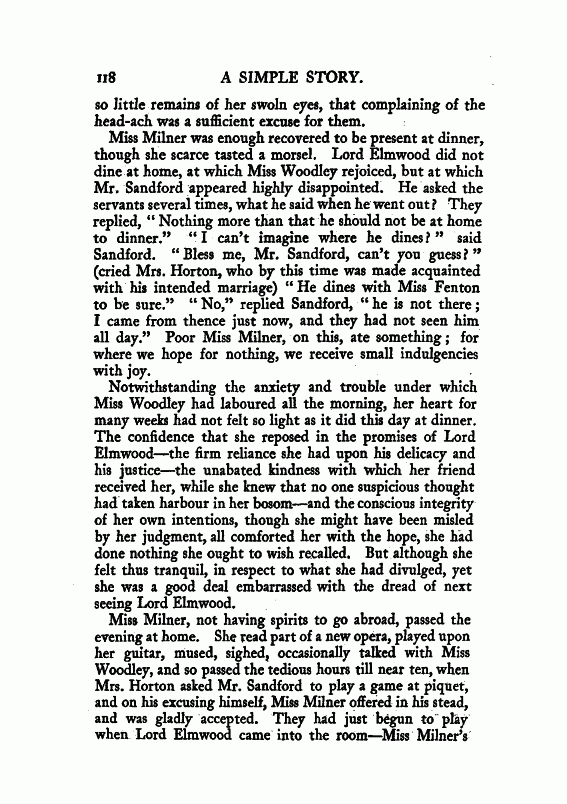 118 A SIMPLE STORY.
so little remains of her swoln eyes, that complaining of the
head-ach was a sufficient excuse for them.
Miss Milner was enough recovered to be present at dinner,
though she scarce tasted a morsel. Lord Elmwood did not
dine at home, at which Miss Woodley rejoiced, but at which
Mr. Sandford appeared highly disappointed. He asked the
servants several times, what he said when he went out? They
replied, “Nothing more than that he should not be at home
to dinner.” “I can’t imagine where he dines?” said
Sandford. “Bless me, Mr. Sandford, can’t you guess?”
(cried Mrs. Horton, who by this time was made acquainted
with his intended marriage) “He dines with Miss Fenton
to be sure.” “No,” replied Sandford, “he is not there;
I came from thence just now, and they had not seen him
all day.” Poor Miss Milner, on this, ate something; for
where we hope for nothing, we receive small indulgencies
with joy.
Notwithstanding the anxiety and trouble under which
Miss Woodley had laboured all the morning, her heart for
many weeks had not felt so light as it did this day at dinner.
The confidence that she reposed in the promises of Lord
Elmwood—the firm reliance she had upon his delicacy and
his justice—the unabated kindness with which her friend
received her, while she knew that no one suspicious thought
had taken harbour in her bosom—and the conscious integrity
of her own intentions, though she might have been misled
by her judgment, all comforted her with the hope, she had
done nothing she ought to wish recalled. But although she
felt thus tranquil, in respect to what she had divulged, yet
she was a good deal embarrassed with the dread of next
seeing Lord Elmwood.
Miss Milner, not having spirits to go abroad, passed the
evening at home. She read part of a new opera, played upon
her guitar, mused, sighed, occasionally talked with Miss
Woodley, and so passed the tedious hours till near ten, when
Mrs. Horton asked Mr. Sandford to play a game at piquet,
and on his excusing himself, Miss Milner offered in his stead,
and was gladly accepted. They had just begun to play
when Lord Elmwood came into the room—Miss Milner’s